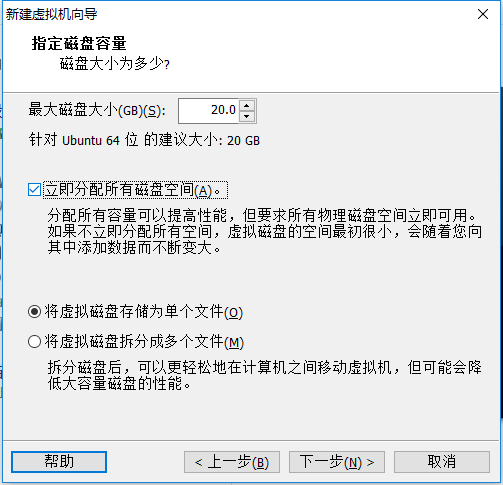 新建虚拟机向导
指定磁盘容量
磁盘大小为多少?
最大磁盘大小(GB)(S): 20.0
针对 Ubuntu 64 位 的建议大小: 20 GB
立即分配所有磁盘空间(A)。
分配所有容量可以提高性能，但要求所有物理磁盘空间立即可用。
如果不立即分配所有空间，虚拟磁盘的空间最初很小，会随着您向
其中添加数据而不断变大。
将虚拟磁盘存储为单个文件(O)
将虚拟磁盘拆分成多个文件(M)
拆分磁盘后，可以更轻松地在计算机之间移动虚拟机，但可能会降
低大容量磁盘的性能。
帮助 < 上一步(B) 下一步(N) > 取消